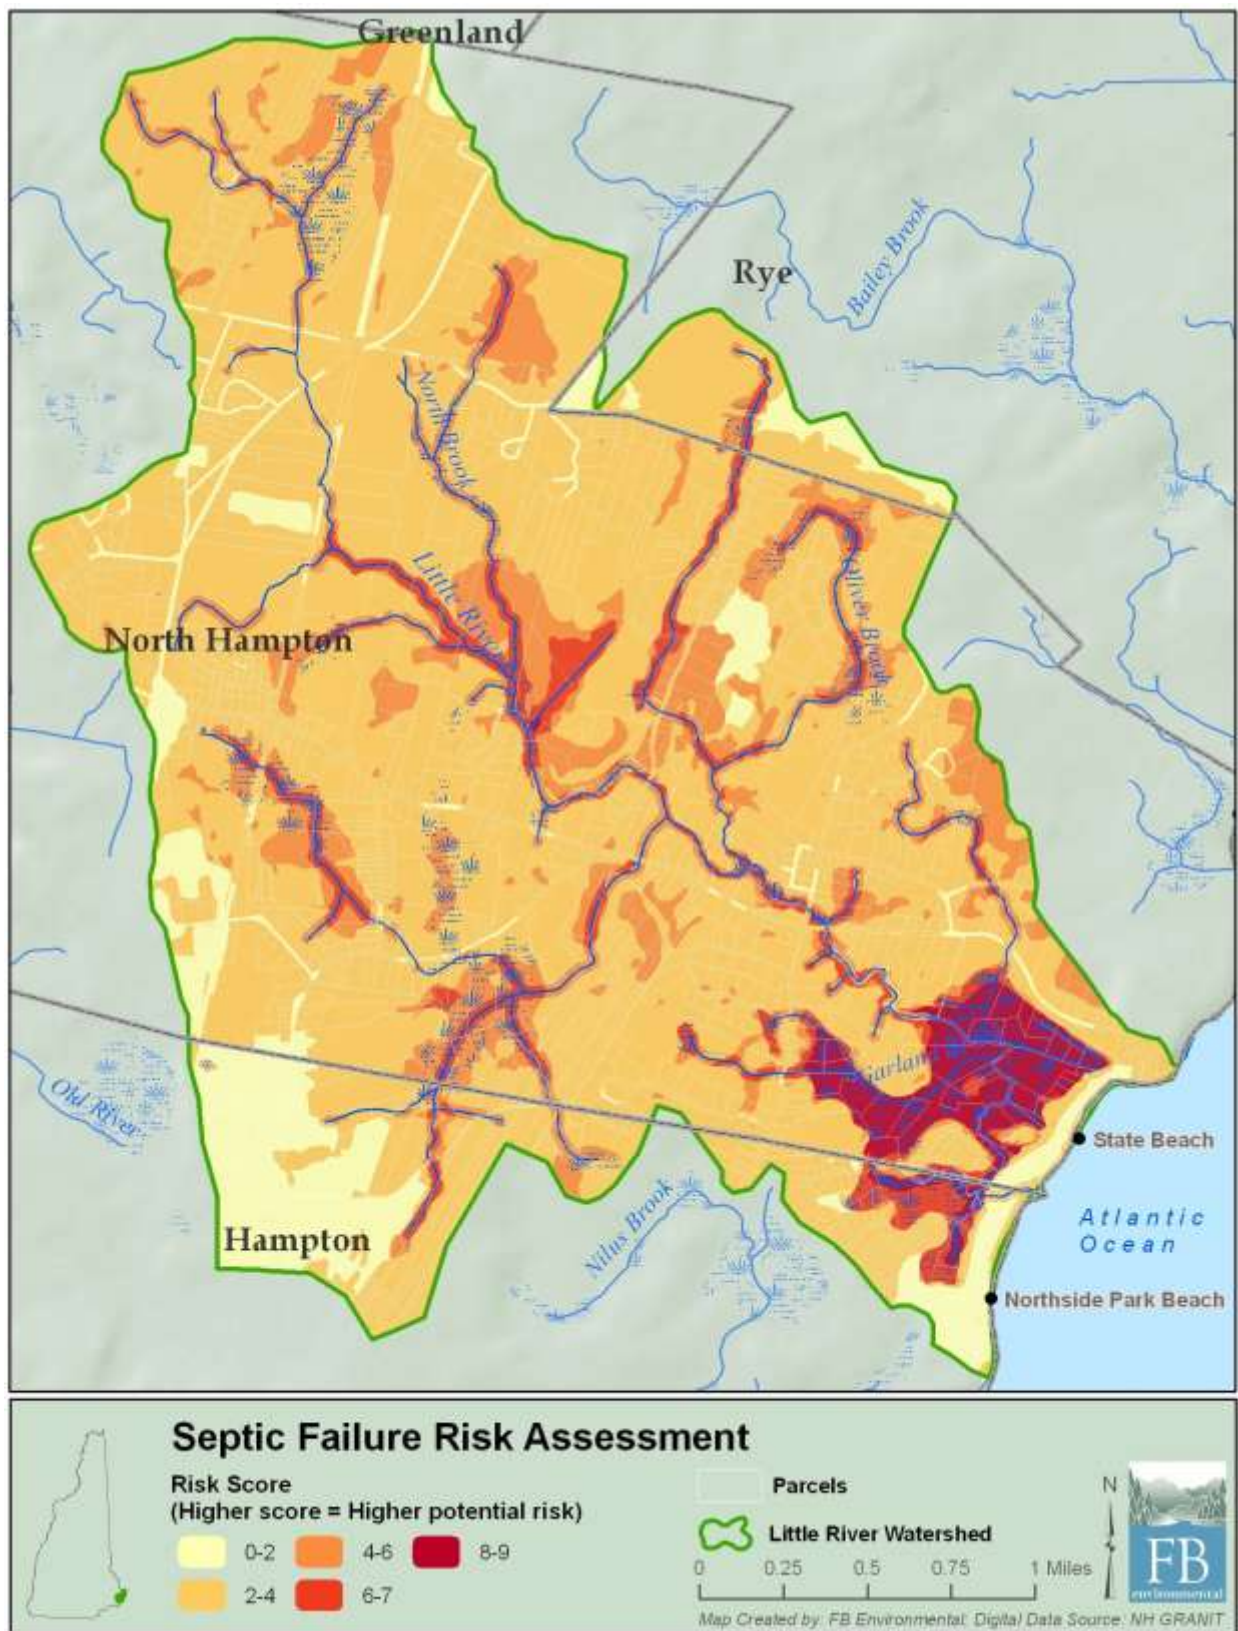 Greenland
Rye
Bailey Brook
North Brook
Little River
Oliver Brook
North Hampton
Garlan
Old River
State Beach
Hampton
Nilus Brook
Atlantic
Ocean
Northside Park Beach
Septic Failure Risk Assessment
Risk Score
(Higher score = Higher potential risk)
0-2
4-6
8-9
2-4
6-7
Parcels
Little River Watershed
0 0.25 0.5 0.75 1 Miles
N
FB
environmental
Map Created by: FB Environmental: Digital Data Source: NH GRANIT